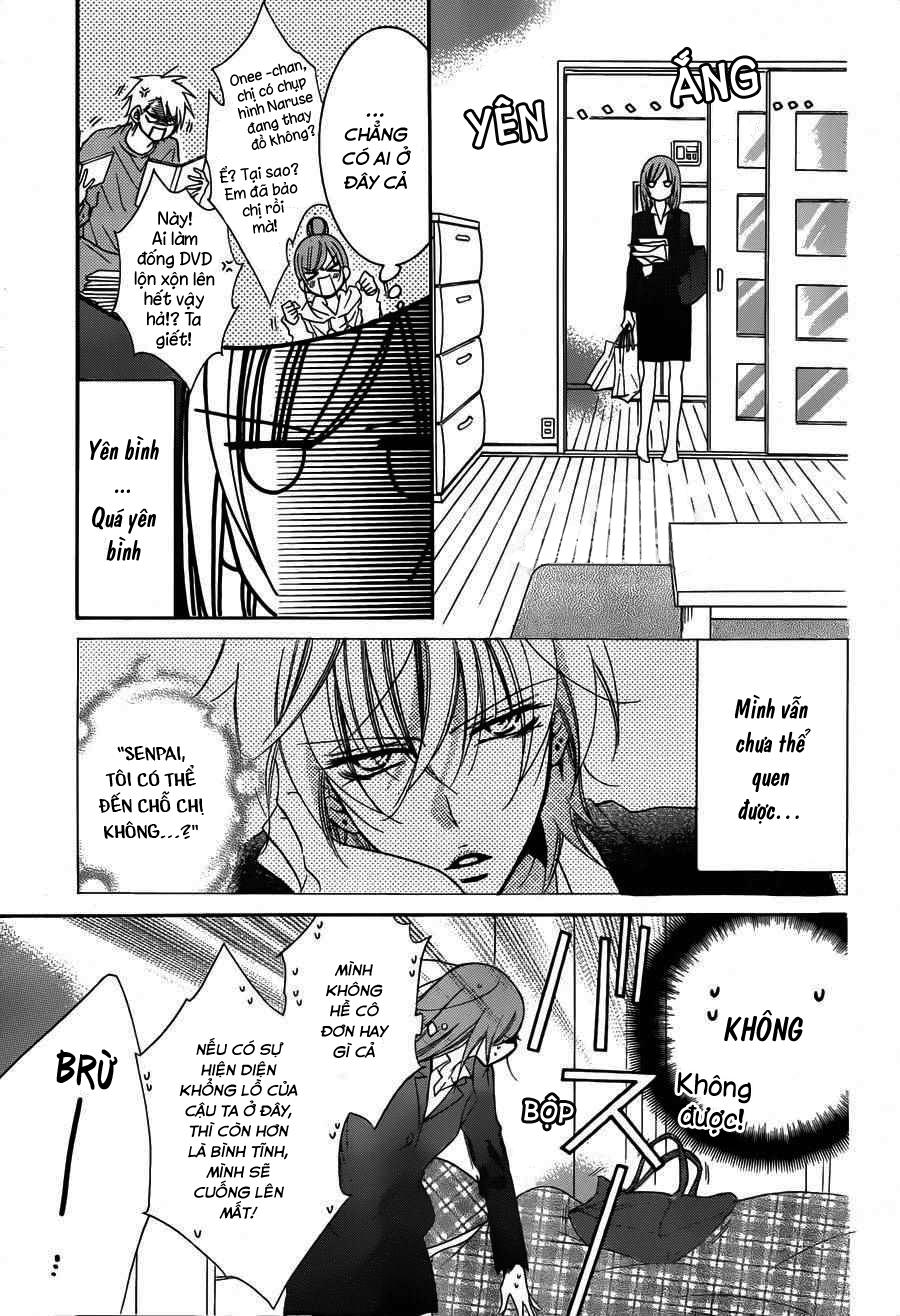 YÊN
ẮNG
...
CHẲNG
CÓ AI Ở
ĐÂY CẢ
Onee -chan,
chị có chụp
hình Naruse
đang thay
đồ không?
Ể? Tại sao?
Em đã bảo
chị rồi
mà!
Này!
Ai làm
đống DVD
lộn xộn lên
hết vậy
hả!? Ta
giết!
Yên bình
...
Quá yên
bình
Mình vẫn
chưa thể
quen
được...
"SENPAI,
TÔI CÓ THỂ
ĐẾN CHỖ CHỊ
KHÔNG...?"
KHÔNG
Không
được!
BỘP
MÌNH
KHÔNG
HỀ CÔ
ĐƠN HAY
GÌ CẢ
NẾU CÓ SỰ
HIỆN DIỆN
KHỔNG LỒ CỦA
CẬU TA Ở ĐÂY,
THÌ CÒN HƠN
LÀ BÌNH TĨNH,
MÌNH SẼ
CUỐNG LÊN
MẤT!
BRỪ
...